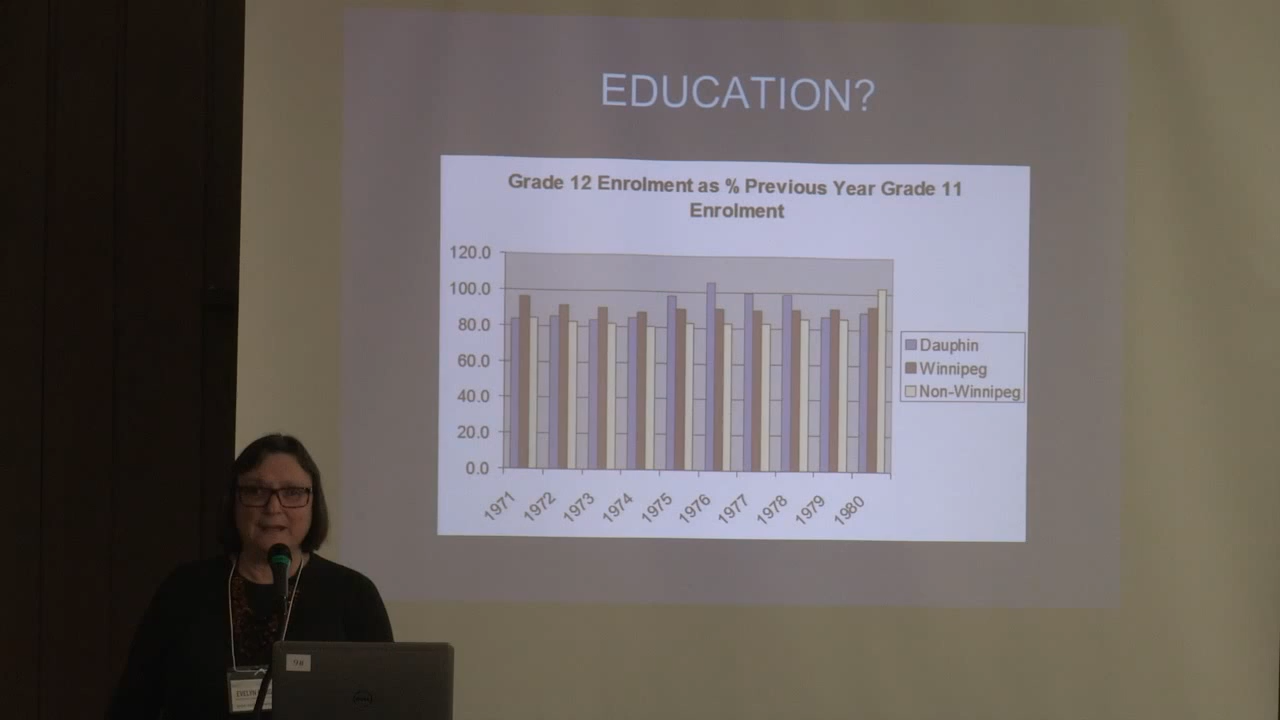 EDUCATION?
Grade 12 Enrolment as % Previous Year Grade 11
Enrolment
120.0
100.0
80.0
60.0
40.0
20.0
0.0
1971
1972
1973
1974
1975
1976
1977
1978
1979
1980
Dauphin
Winnipeg
Non-Winnipeg
EVELYN
DELL